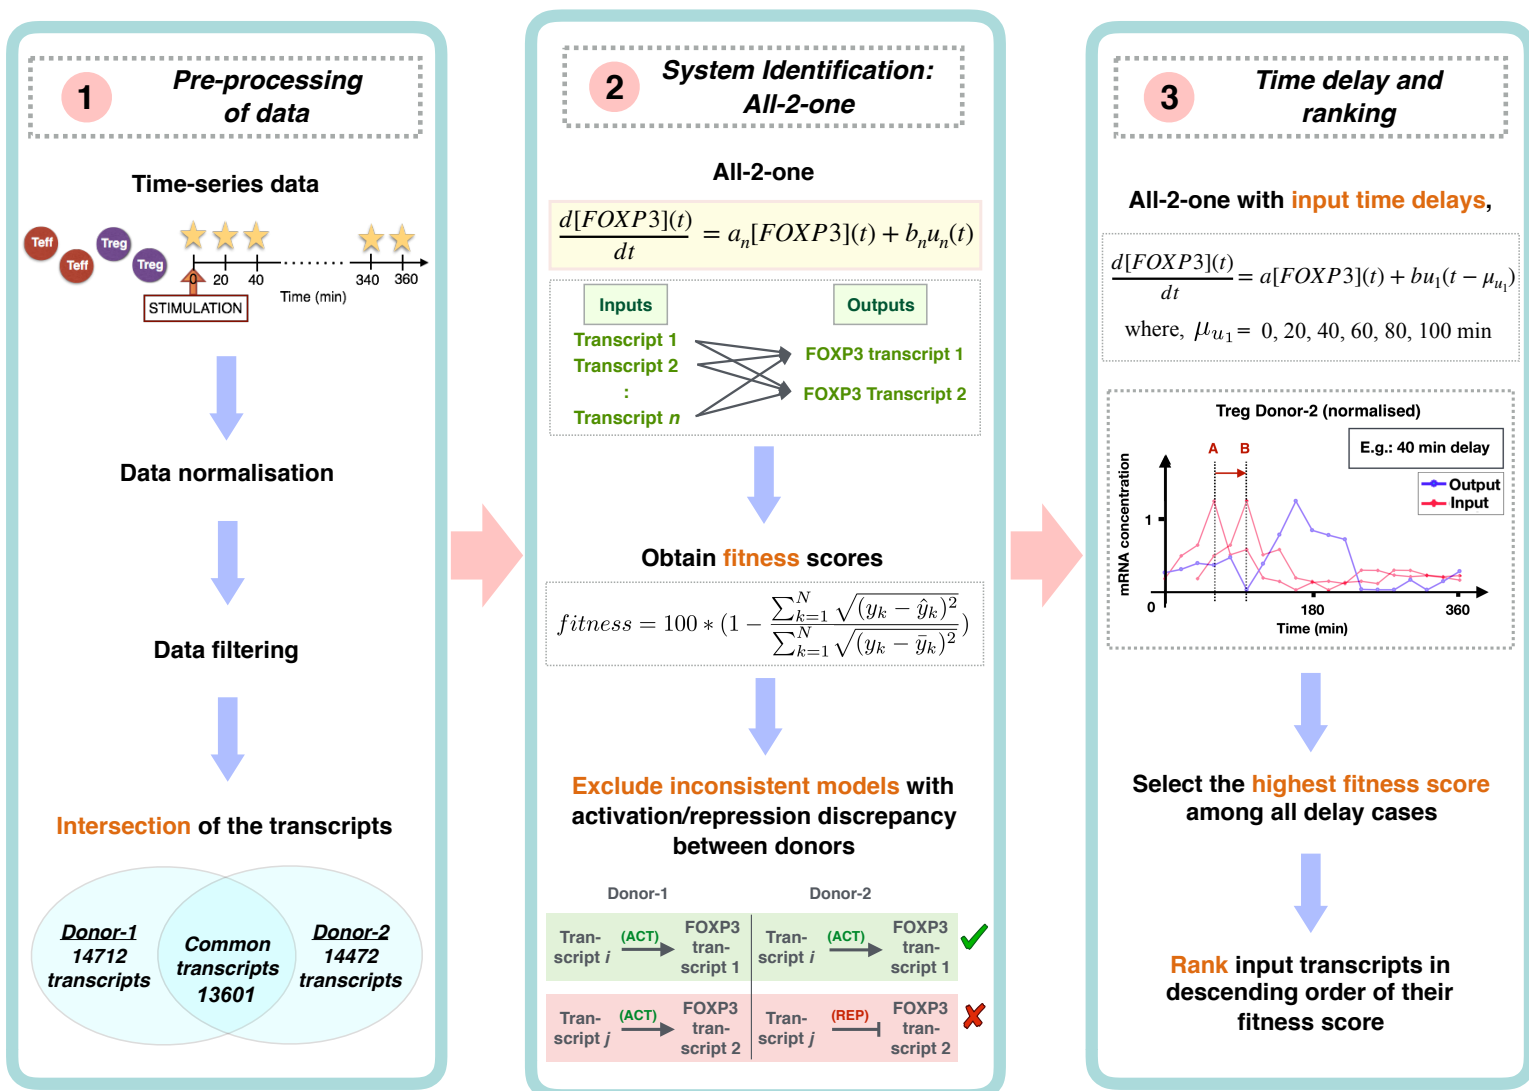 1
Pre-processing
of data
Time-series data
Teff
Teff
Treg
Treg
0 20 40 340 360
Time (min)
STIMULATION
Data normalisation
Data filtering
Intersection of the transcripts
Donor-1
14712
transcripts
Common
transcripts
13601
Donor-2
14472
transcripts
2
System Identification:
All-2-one
All-2-one
d[FOXP3](t)/dt = aₙ[FOXP3](t) + bₙuₙ(t)
Inputs
Outputs
Transcript 1
Transcript 2
:
Transcript n
FOXP3 transcript 1
FOXP3 Transcript 2
Obtain fitness scores
fitness = 100 * (1 - ∑_{k=1}^{N} √(y_k - ŷ_k)² / ∑_{k=1}^{N} √(y_k - ȳ_k)²)
Exclude inconsistent models with
activation/repression discrepancy
between donors
Donor-1
Donor-2
Tran-
script i
(ACT)
FOXP3
tran-
script 1
Tran-
script i
(ACT)
FOXP3
tran-
script 1
Tran-
script j
(ACT)
FOXP3
tran-
script 2
Tran-
script j
(REP)
FOXP3
tran-
script 2
3
Time delay and
ranking
All-2-one with input time delays,
d[FOXP3](t)/dt = a[FOXP3](t) + bu₁(t − μ_{u₁})
where, μ_{u₁} = 0, 20, 40, 60, 80, 100 min
Treg Donor-2 (normalised)
A B
E.g.: 40 min delay
Output
Input
mRNA concentration
1
0
180
360
Time (min)
Select the highest fitness score
among all delay cases
Rank input transcripts in
descending order of their
fitness score